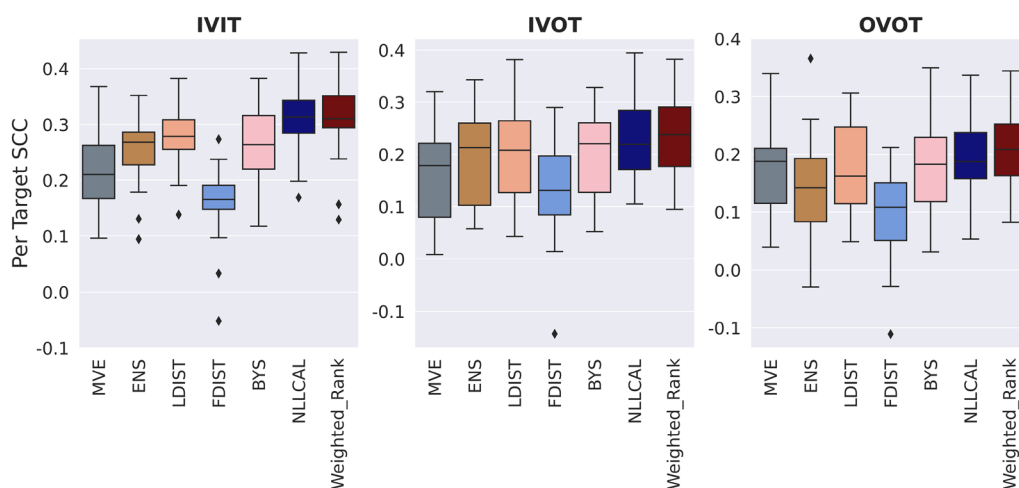 IVIT
IVOT
OVOT
Per Target SCC
0.4
0.3
0.2
0.1
0.0
-0.1
MVE
ENS
LDIST
FDIST
BYS
NLLCAL
Weighted_Rank
0.4
0.3
0.2
0.1
0.0
-0.1
MVE
ENS
LDIST
FDIST
BYS
NLLCAL
Weighted_Rank
0.4
0.3
0.2
0.1
0.0
-0.1
MVE
ENS
LDIST
FDIST
BYS
NLLCAL
Weighted_Rank